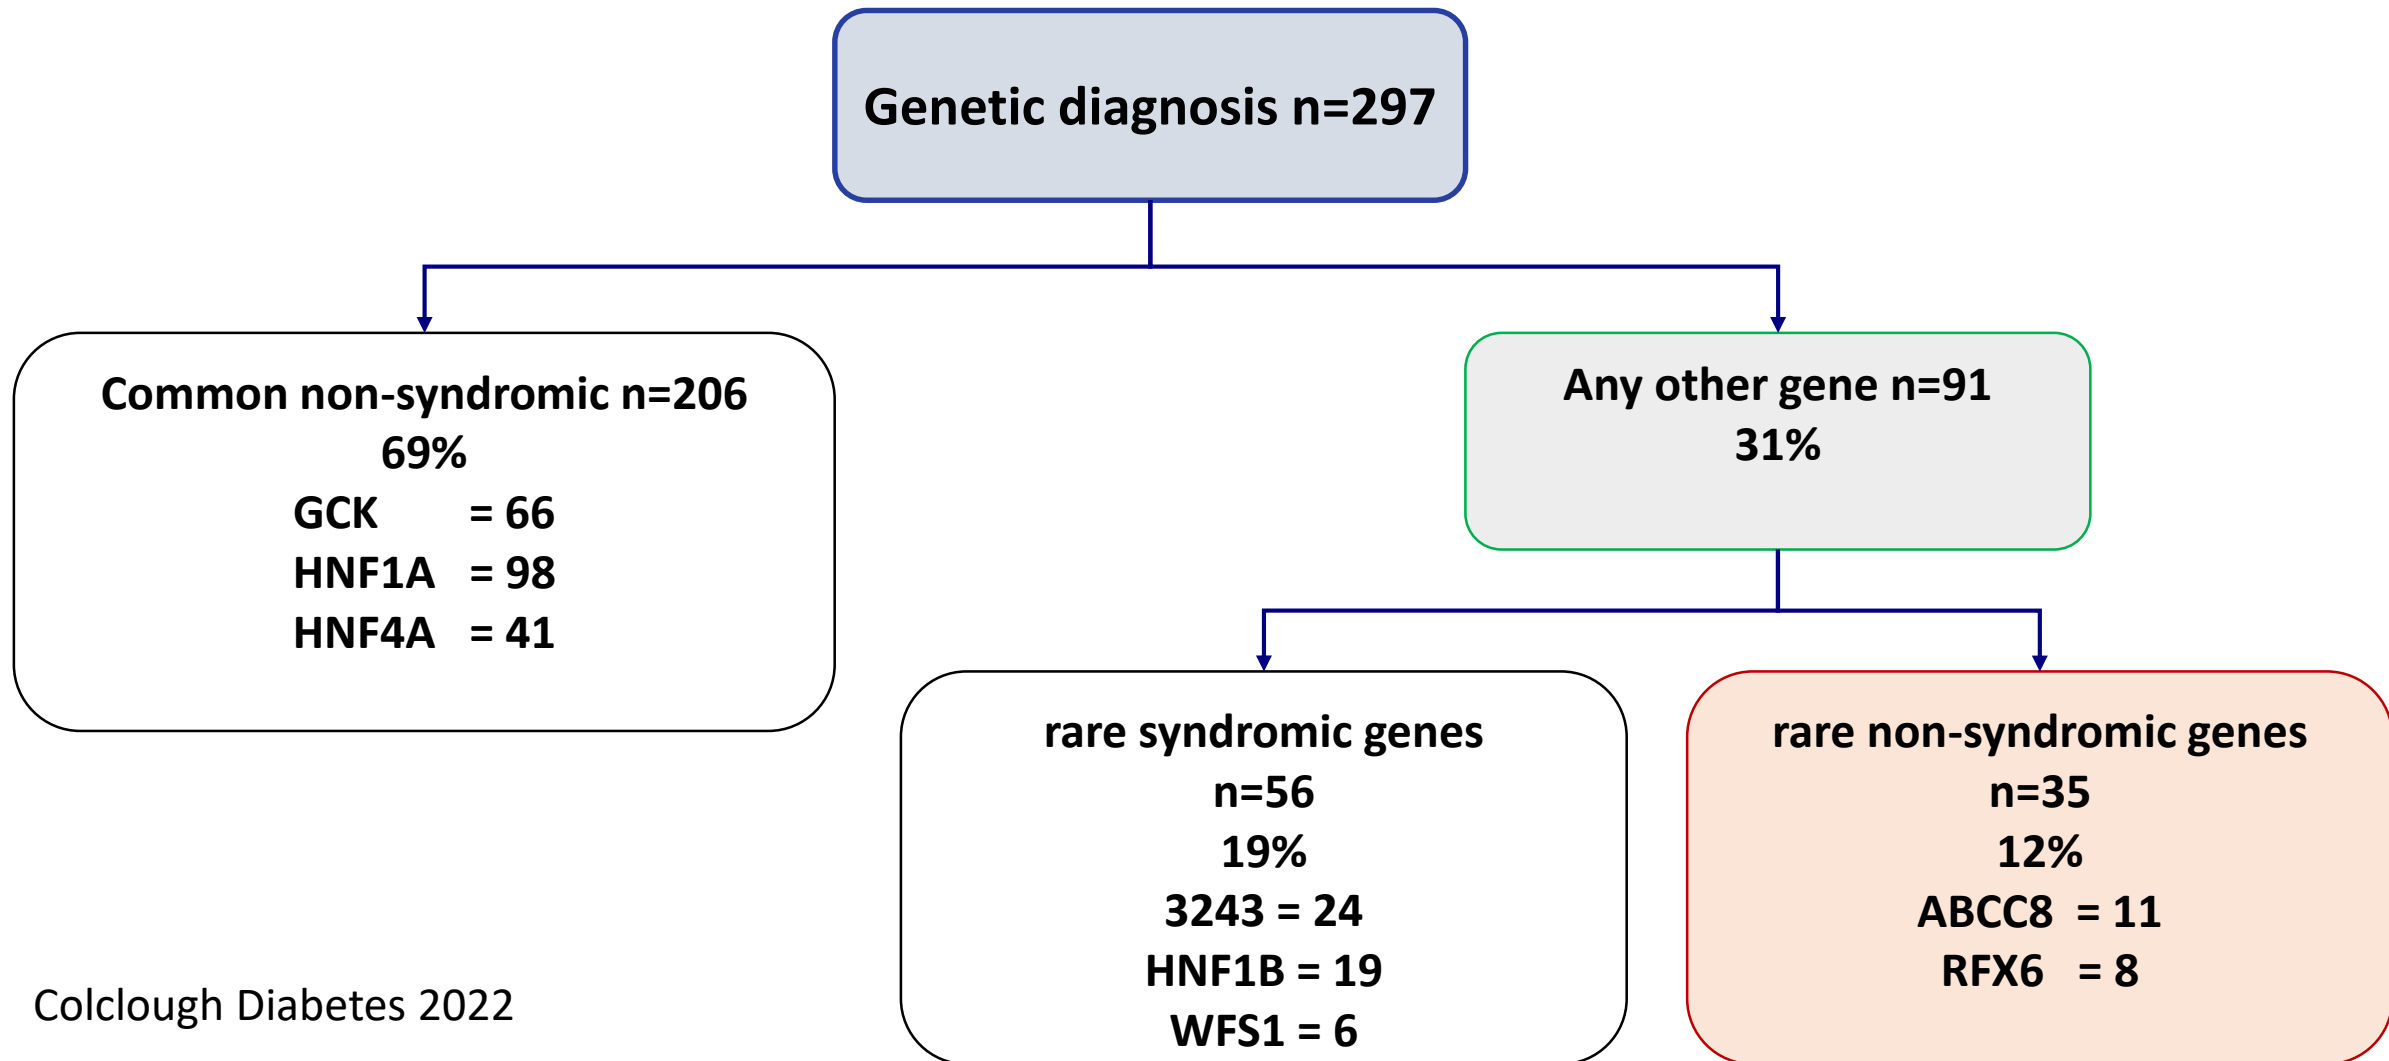 Genetic diagnosis n=297
Common non-syndromic n=206
69%
GCK = 66
HNF1A = 98
HNF4A = 41
Any other gene n=91
31%
rare syndromic genes
n=56
19%
3243 = 24
HNF1B = 19
WFS1 = 6
rare non-syndromic genes
n=35
12%
ABCC8 = 11
RFX6 = 8
Colclough Diabetes 2022